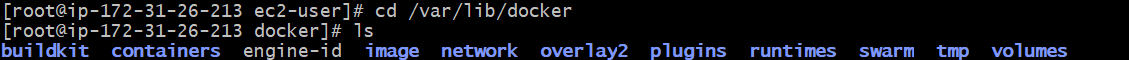 [root@ip-172-31-26-213 ec2-user]# cd /var/lib/docker
[root@ip-172-31-26-213 docker]# ls
buildkit  containers  engine-id  image  network  overlay2  plugins  runtimes  swarm  tmp  volumes